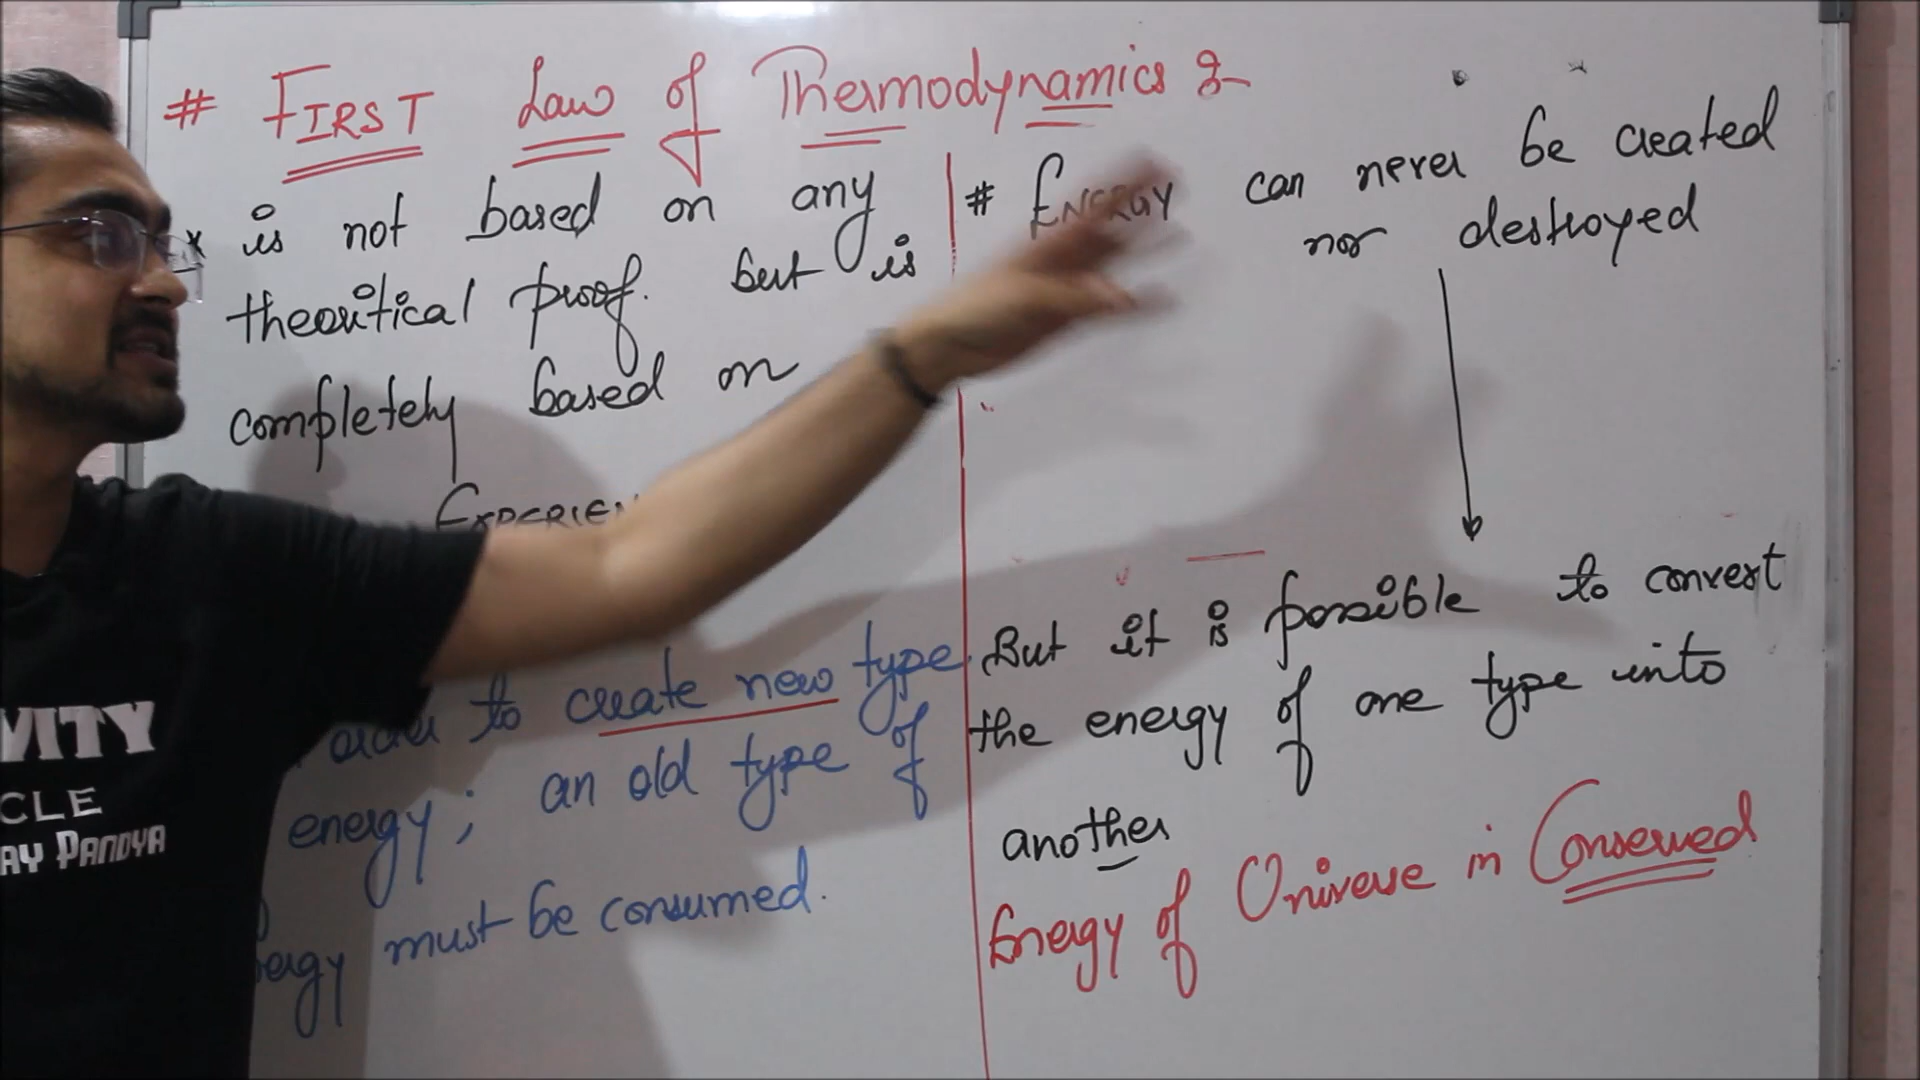 # FIRST Law of Thermodynamics :-
* is not based on any
theoritical proof. but is
completely based on
to create new type
energy; an old type of
must be consumed.
# ENERGY can never be created
nor destroyed
But it is possible to convert
the energy of one type into
another
Energy of Universe in Conserved
VITY
CLE
AY PANDYA